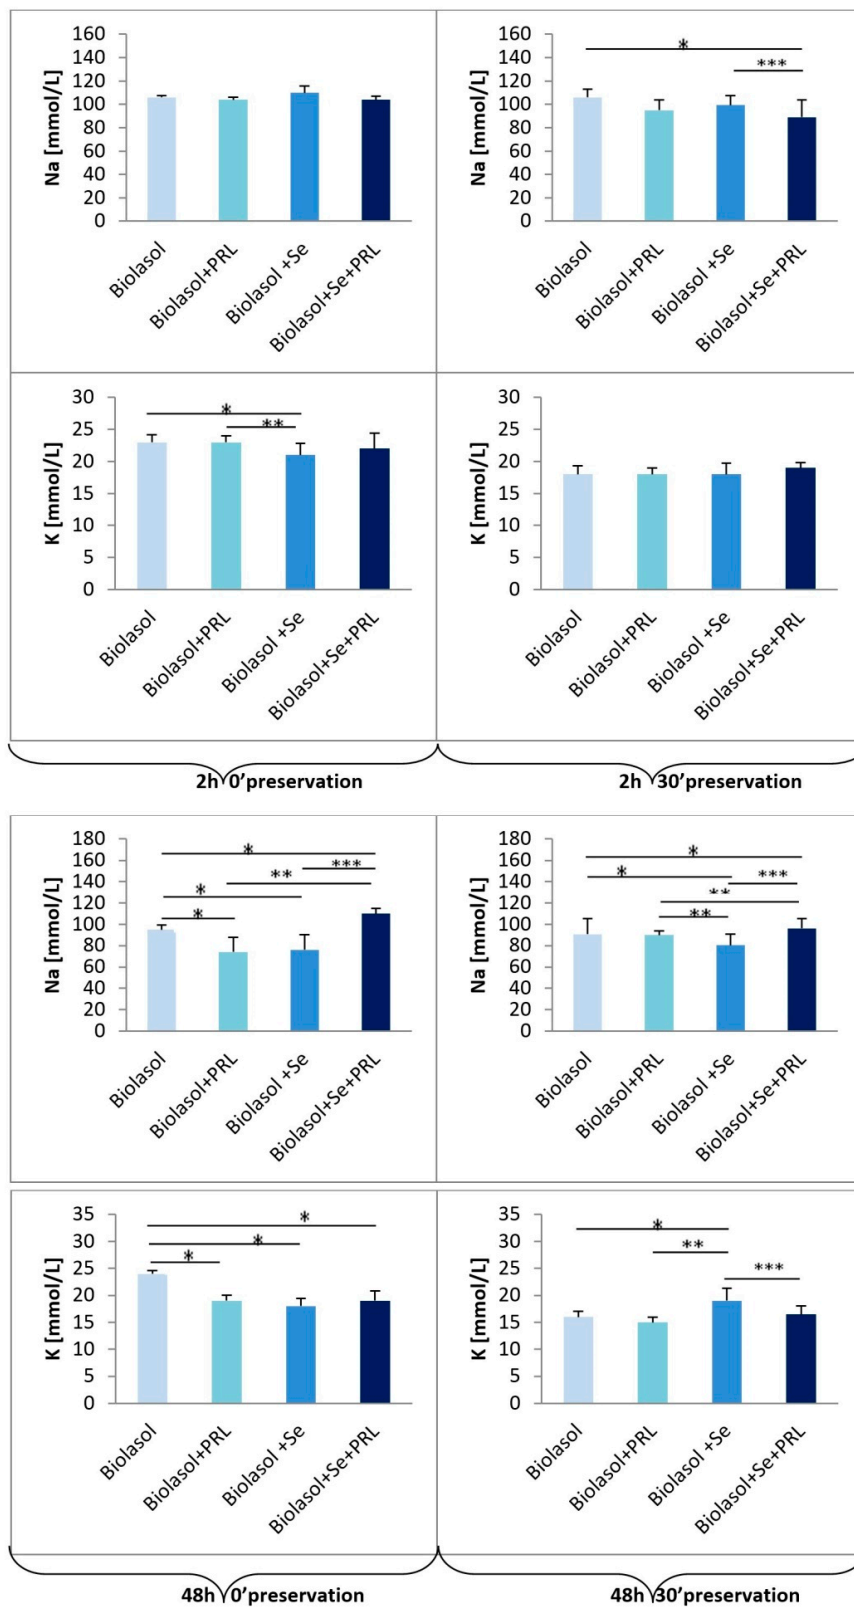 160
140
120
100
80
60
40
20
0
Na [mmol/L]
Biolasol
Biolasol+PRL
Biolasol +Se
Biolasol+Se+PRL
160
140
120
100
80
60
40
20
0
Na [mmol/L]
*
***
Biolasol
Biolasol+PRL
Biolasol +Se
Biolasol+Se+PRL
30
25
20
15
10
5
0
K [mmol/L]
*
**
Biolasol
Biolasol+PRL
Biolasol +Se
Biolasol+Se+PRL
30
25
20
15
10
5
0
K [mmol/L]
Biolasol
Biolasol+PRL
Biolasol +Se
Biolasol+Se+PRL
2h 0'preservation
2h 30'preservation
180
160
140
120
100
80
60
40
20
0
Na [mmol/L]
*
***
**
*
*
Biolasol
Biolasol+PRL
Biolasol +Se
Biolasol+Se+PRL
180
160
140
120
100
80
60
40
20
0
Na [mmol/L]
*
*
***
**
**
Biolasol
Biolasol+PRL
Biolasol +Se
Biolasol+Se+PRL
35
30
25
20
15
10
5
0
K [mmol/L]
*
*
*
Biolasol
Biolasol+PRL
Biolasol +Se
Biolasol+Se+PRL
35
30
25
20
15
10
5
0
K [mmol/L]
*
**
***
Biolasol
Biolasol+PRL
Biolasol +Se
Biolasol+Se+PRL
48h 0'preservation
48h 30'preservation